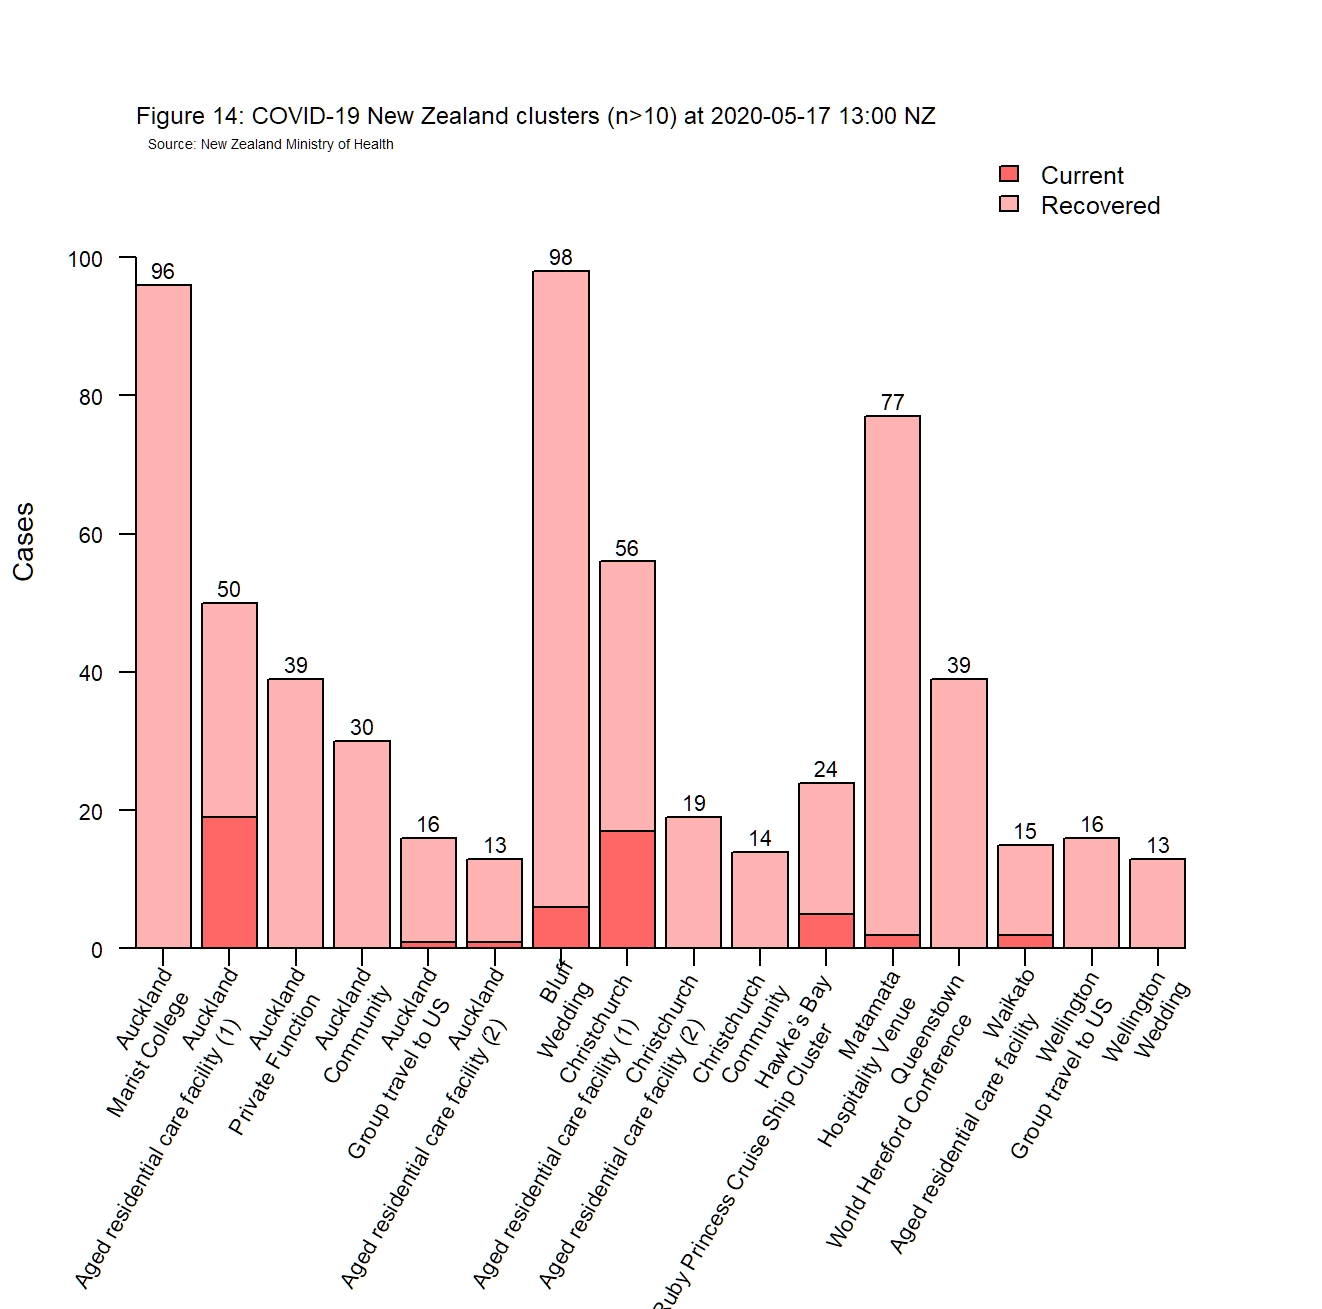 Figure 14: COVID-19 New Zealand clusters (n>10) at 2020-05-17 13:00 NZ
Source: New Zealand Ministry of Health
Current
Recovered
Cases
100
80
60
40
20
0
96
50
39
30
16
13
98
56
19
14
24
77
39
15
16
13
Auckland
Marist College
Auckland
Aged residential care facility (1)
Auckland
Private Function
Auckland
Community
Auckland
Group travel to US
Auckland
Aged residential care facility (2)
Bluff
Wedding
Christchurch
Aged residential care facility (1)
Christchurch
Aged residential care facility (2)
Christchurch
Community
Hawke's Bay
Ruby Princess Cruise Ship Cluster
Matamata
Hospitality Venue
Queenstown
World Hereford Conference
Waikato
Aged residential care facility
Wellington
Group travel to US
Wellington
Wedding